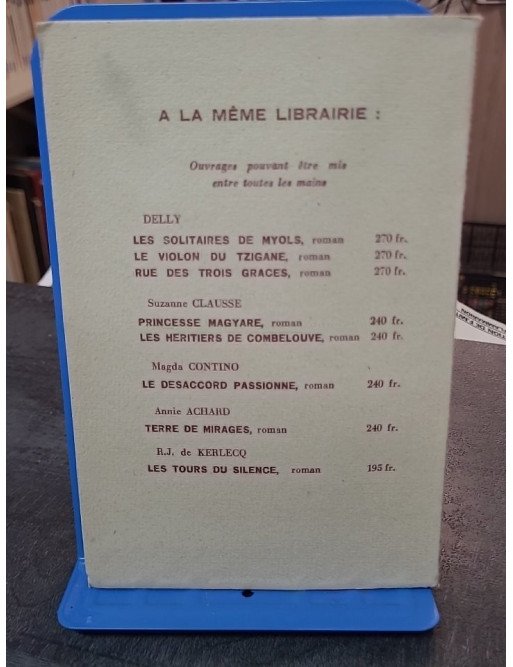 A LA MÊME LIBRAIRIE :
Ouvrages pouvant être mis
entre toutes les mains
DELLY
LES SOLITAIRES DE MYOLS, roman 270 fr.
LE VIOLON DU TZIGANE, roman 270 fr.
RUE DES TROIS GRACES, roman 270 fr.
Suzanne CLAUSSE
PRINCESSE MAGYARE, roman 240 fr.
LES HERITIERS DE COMBELOUVE, roman 240 fr.
Magda CONTINO
LE DESACCORD PASSIONNE, roman 240 fr.
Annie ACHARD
TERRE DE MIRAGES, roman 240 fr.
R.J. de KERLECQ
LES TOURS DU SILENCE, roman 195 fr.